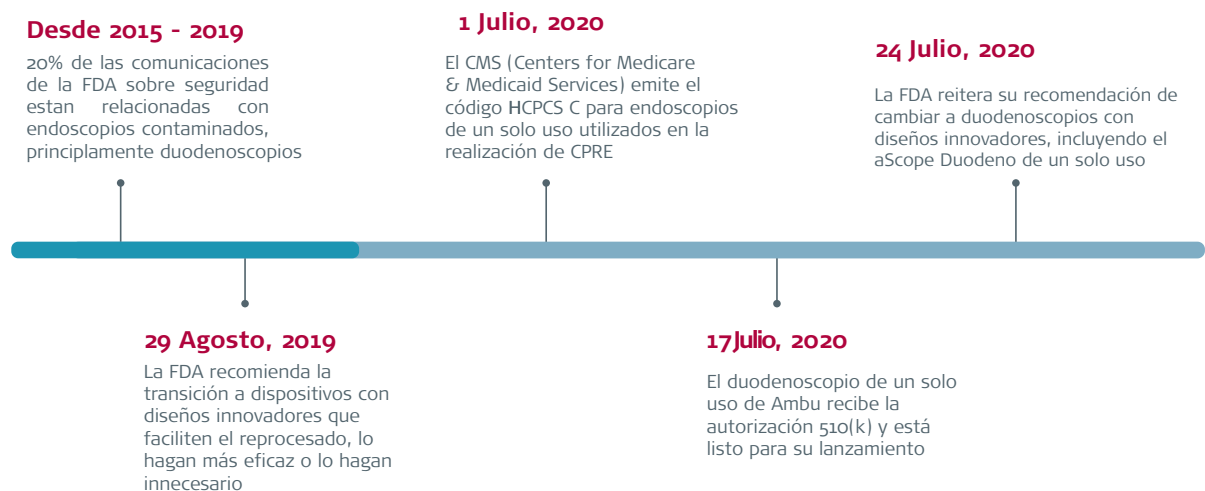 Desde 2015 - 2019
20% de las comunicaciones
de la FDA sobre seguridad
estan relacionadas con
endoscopios contaminados,
principlamente duodenoscopios
29 Agosto, 2019
La FDA recomienda la
transición a dispositivos con
diseños innovadores que
faciliten el reprocesado, lo
hagan más eficaz o lo hagan
innecesario
1 Julio, 2020
El CMS (Centers for Medicare
& Medicaid Services) emite el
código HCPCS C para endoscopios
de un solo uso utilizados en la
realización de CPRE
17 Julio, 2020
El duodenoscopio de un solo
uso de Ambu recibe la
autorización 510(k) y está
listo para su lanzamiento
24 Julio, 2020
La FDA reitera su recomendación de
cambiar a duodenoscopios con
diseños innovadores, incluyendo el
aScope Duodeno de un solo uso